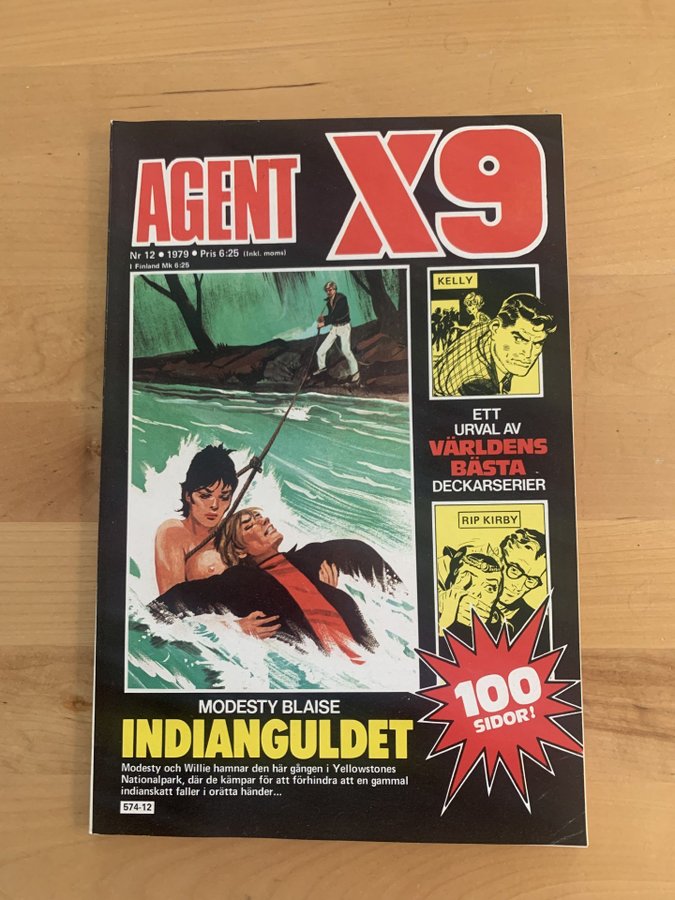 AGENT X9
Nr 12 • 1979 • Pris 6:25 (Inkl. moms)
I Finland Mk 6:25
KELLY
ETT
URVAL AV
VÄRLDENS
BÄSTA
DECKARSERIER
RIP KIRBY
100
SIDOR!
MODESTY BLAISE
INDIANGULDET
Modesty och Willie hamnar den här gången i Yellowstones
Nationalpark, där de kämpar för att förhindra att en gammal
indianskatt faller i orätta händer...
574-12